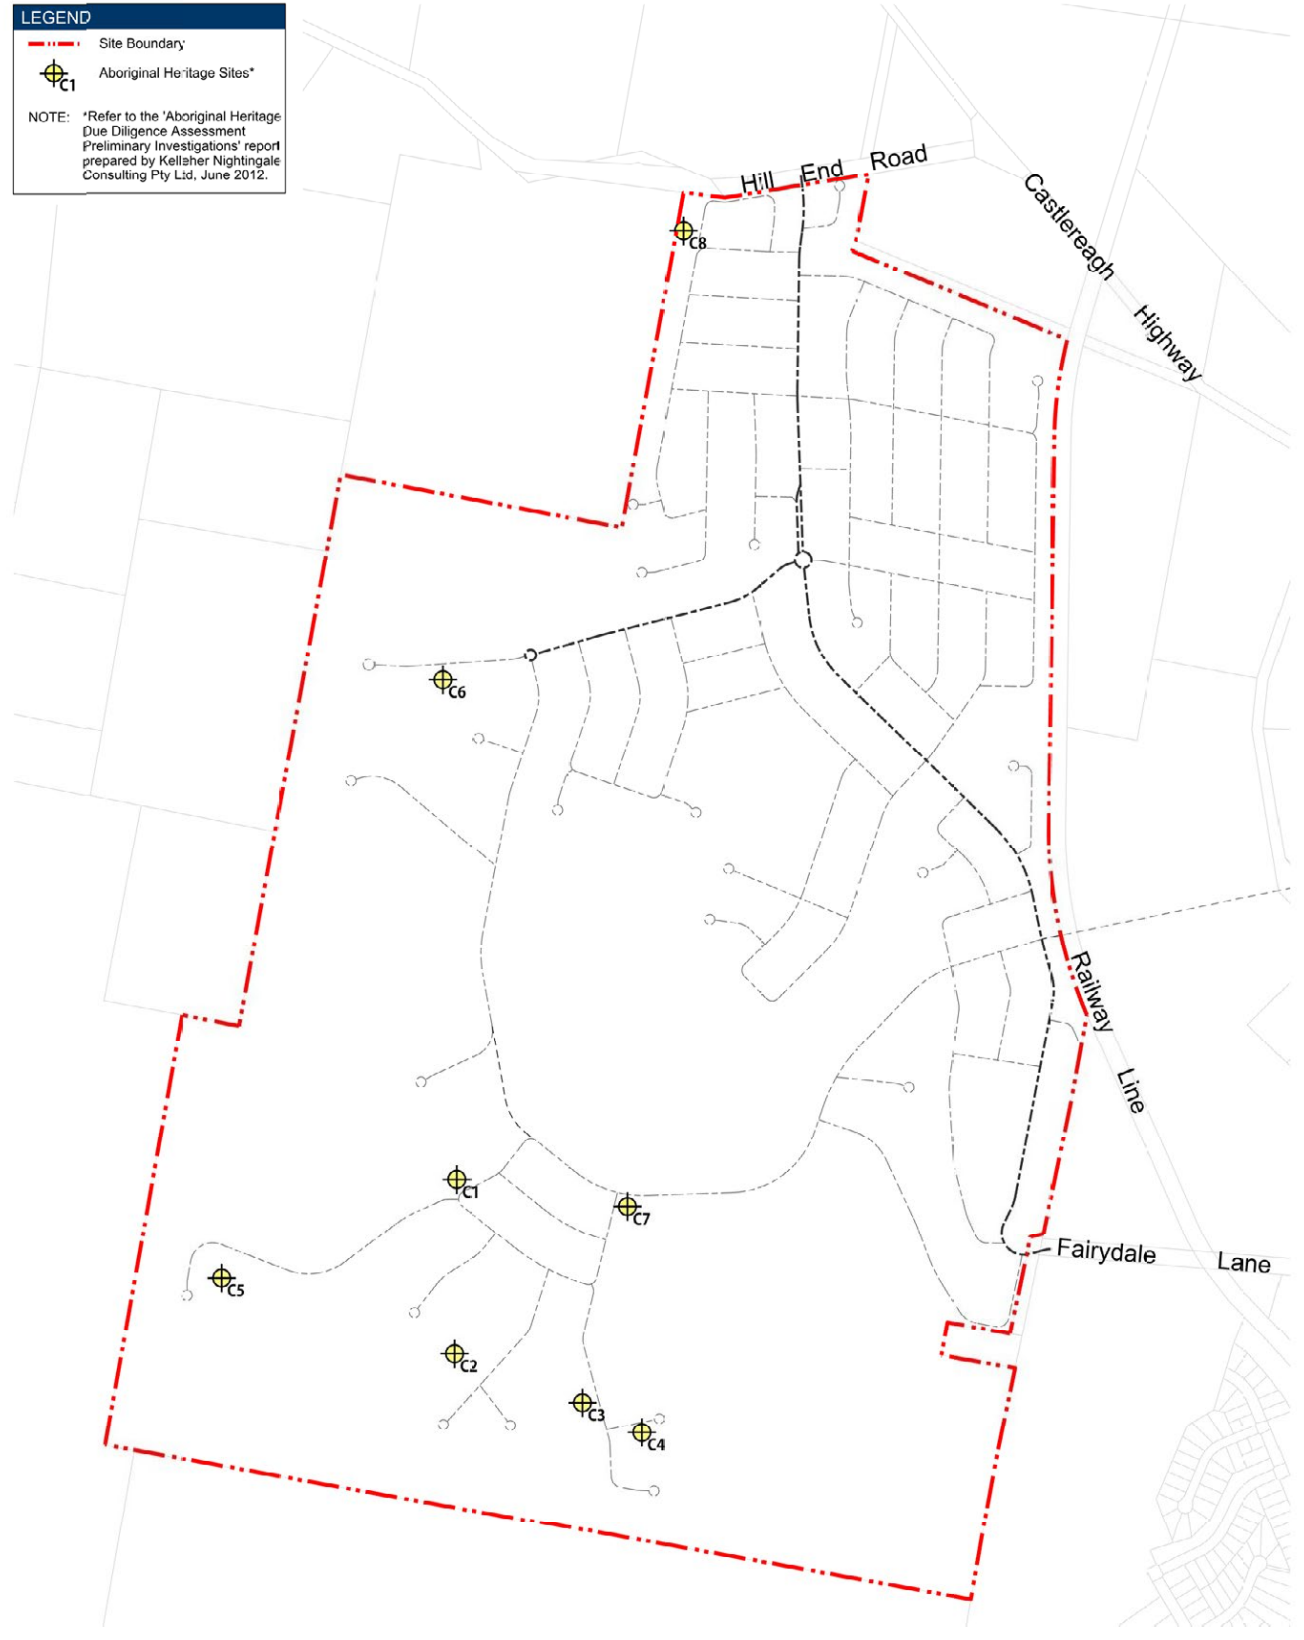 LEGEND
Site Boundary
C1
Aboriginal Heritage Sites*
NOTE: *Refer to the 'Aboriginal Heritage
Due Diligence Assessment
Preliminary Investigations' report
prepared by Kelleher Nightingale
Consulting Pty Ltd, June 2012.
Hill End Road
Castlereagh Highway
C8
C6
Railway Line
C1
C7
Fairydale Lane
C5
C2
C3
C4